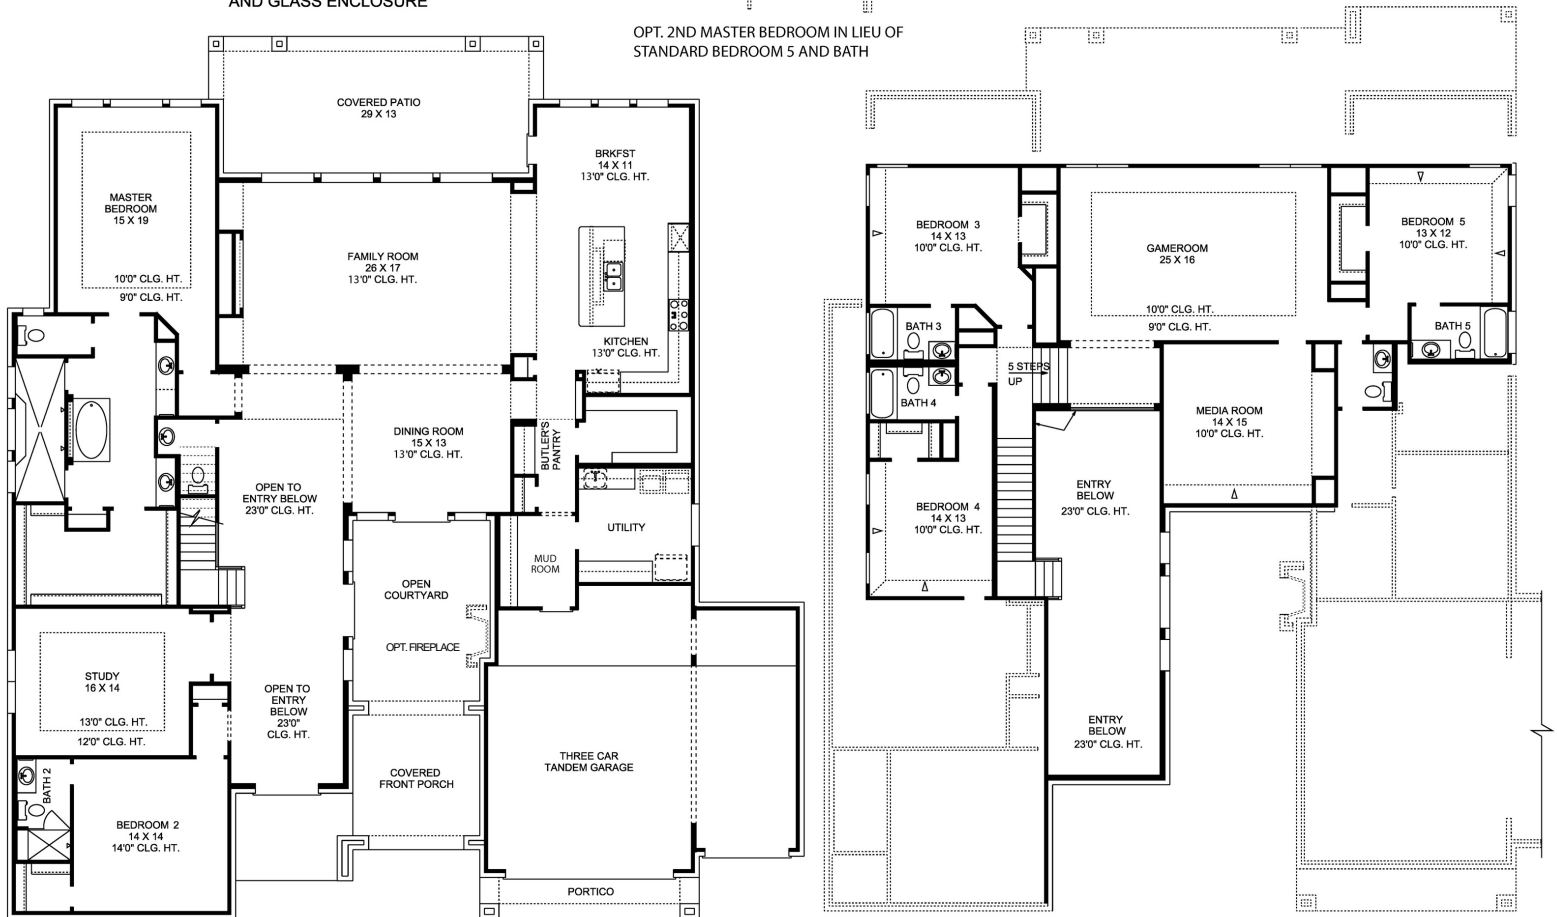 AND GLASS ENCLOSURE
OPT. 2ND MASTER BEDROOM IN LIEU OF
STANDARD BEDROOM 5 AND BATH
COVERED PATIO
29 X 13
BRKFST
14 X 11
13'0" CLG. HT.
MASTER
BEDROOM
15 X 19
10'0" CLG. HT.
9'0" CLG. HT.
FAMILY ROOM
26 X 17
13'0" CLG. HT.
KITCHEN
13'0" CLG. HT.
DINING ROOM
15 X 13
13'0" CLG. HT.
BUTLER'S
PANTRY
OPEN TO
ENTRY BELOW
23'0" CLG. HT.
UTILITY
MUD
ROOM
OPEN
COURTYARD
OPT. FIREPLACE
STUDY
16 X 14
13'0" CLG. HT.
12'0" CLG. HT.
OPEN TO
ENTRY
BELOW
23'0"
CLG. HT.
THREE CAR
TANDEM GARAGE
COVERED
FRONT PORCH
BATH 2
BEDROOM 2
14 X 14
14'0" CLG. HT.
PORTICO
BEDROOM 3
14 X 13
10'0" CLG. HT.
GAMEROOM
25 X 16
10'0" CLG. HT.
9'0" CLG. HT.
BEDROOM 5
13 X 12
10'0" CLG. HT.
BATH 3
BATH 5
5 STEPS
UP
BATH 4
MEDIA ROOM
14 X 15
10'0" CLG. HT.
BEDROOM 4
14 X 13
10'0" CLG. HT.
ENTRY
BELOW
23'0" CLG. HT.
ENTRY
BELOW
23'0" CLG. HT.